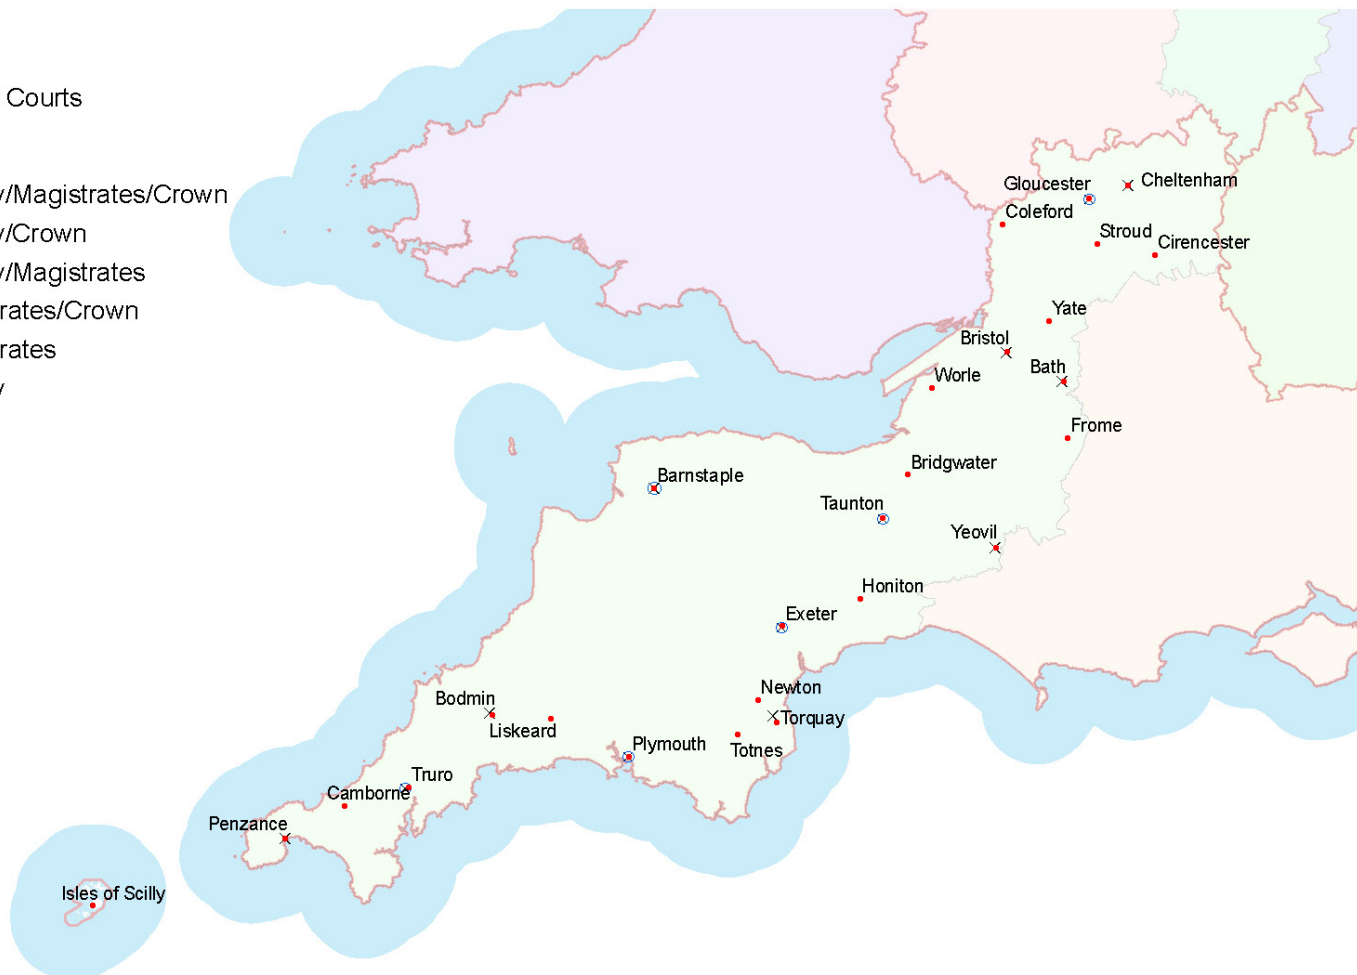 Courts
y/Magistrates/Crown
y/Crown
y/Magistrates
rates/Crown
rates
y
Cheltenham
Gloucester
Coleford
Stroud
Cirencester
Yate
Bristol
Bath
Worle
Frome
Bridgwater
Barnstaple
Taunton
Yeovil
Honiton
Exeter
Newton
Bodmin
Torquay
Liskeard
Plymouth
Totnes
Truro
Camborne
Penzance
Isles of Scilly